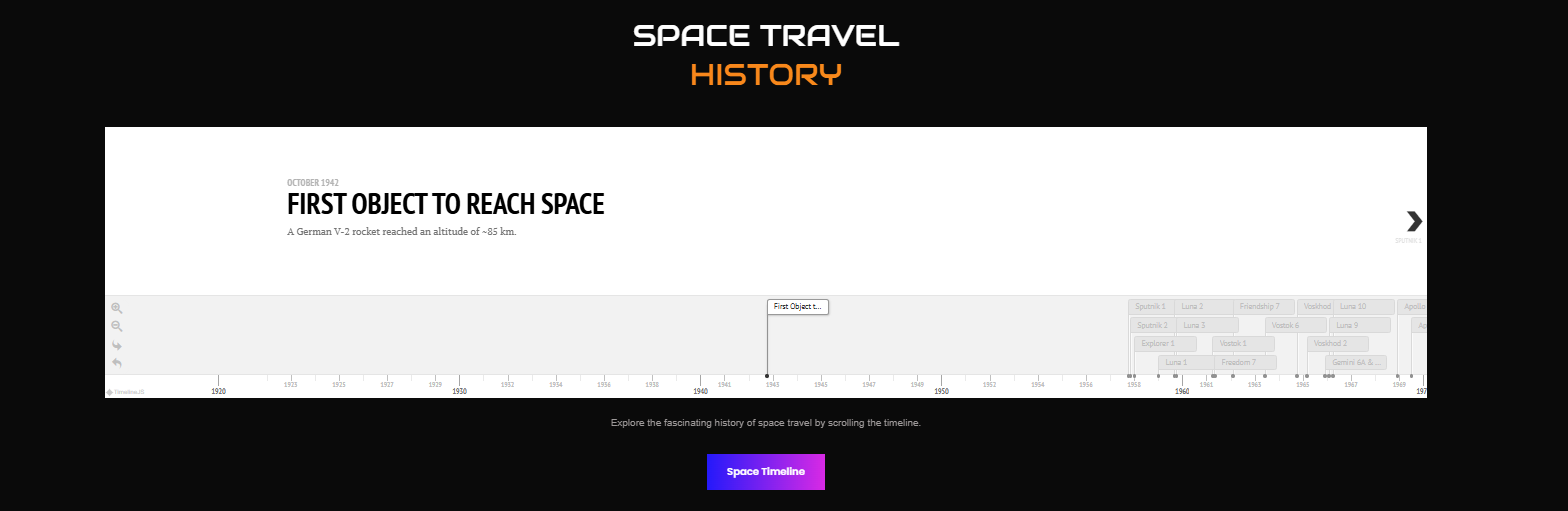 SPACE TRAVEL
HISTORY
OCTOBER 1942
FIRST OBJECT TO REACH SPACE
A German V-2 rocket reached an altitude of ~85 km.
SPUTNIK 1
First Object t...
Sputnik 1
Luna 2
Friendship 7
Voskhod
Luna 10
Apollo
Sputnik 2
Luna 3
Vostok 6
Luna 9
Ap
Explorer 1
Vostok 1
Voskhod 2
Luna 1
Freedom 7
Gemini 6A & ...
1923 1925 1927 1929 1932 1934 1936 1938 1941 1943 1945 1947 1949 1952 1954 1956 1958 1961 1963 1965 1967 1969
TimelineJS
1920 1930 1940 1950 1960 197
Explore the fascinating history of space travel by scrolling the timeline.
Space Timeline